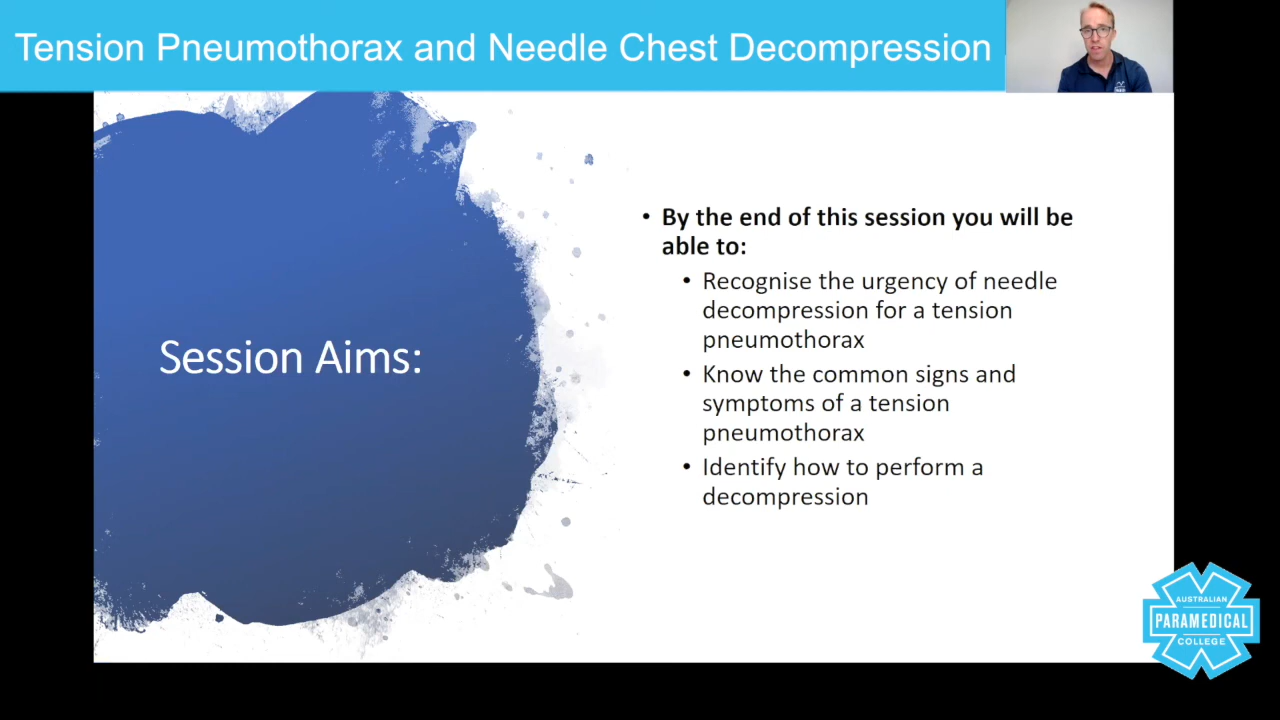 Tension Pneumothorax and Needle Chest Decompression
Session Aims:
• By the end of this session you will be
able to:
• Recognise the urgency of needle
decompression for a tension
pneumothorax
• Know the common signs and
symptoms of a tension
pneumothorax
• Identify how to perform a
decompression
AUSTRALIAN
PARAMEDICAL
COLLEGE